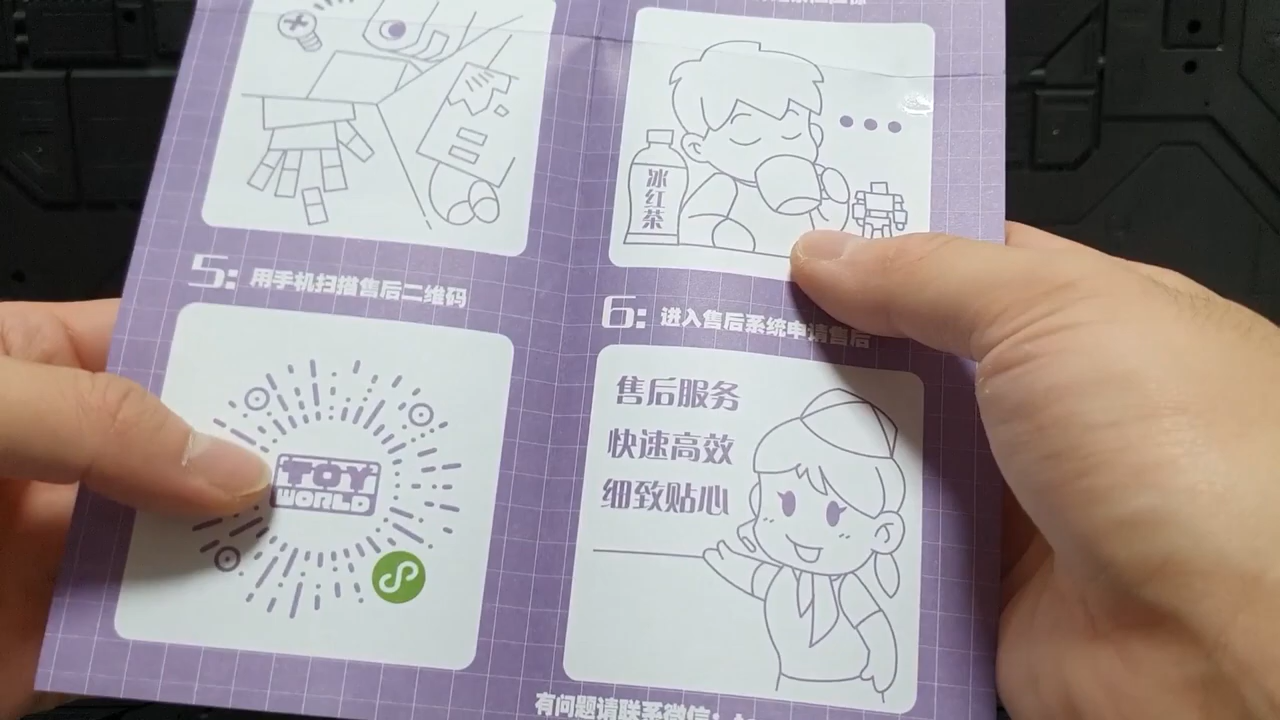 冰红茶
5: 用手机扫描售后二维码
6: 进入售后系统申请售后
TOY
WORLD
售后服务
快速高效
细致贴心
有问题请联系微信: